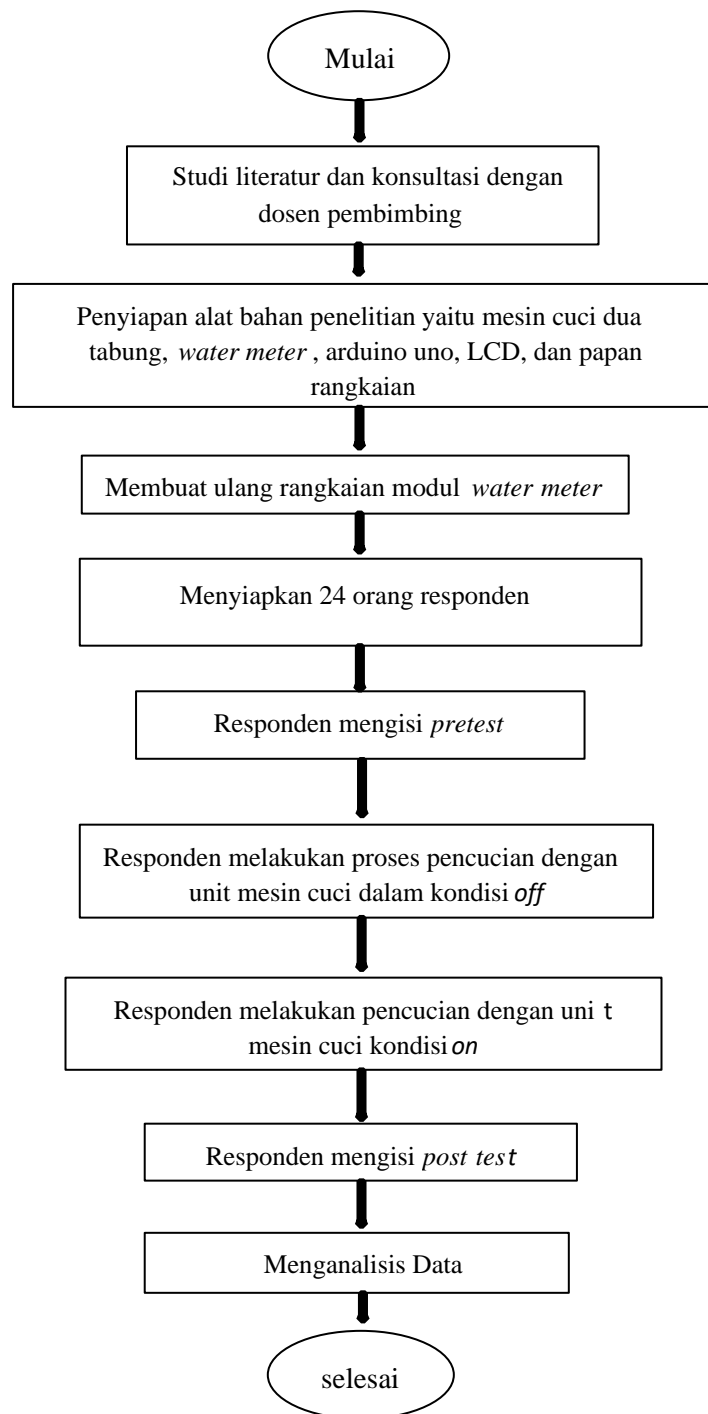 Mulai
Studi literatur dan konsultasi dengan
dosen pembimbing
Penyiapan alat bahan penelitian yaitu mesin cuci dua
tabung, water meter , arduino uno, LCD, dan papan
rangkaian
Membuat ulang rangkaian modul water meter
Menyiapkan 24 orang responden
Responden mengisi pretest
Responden melakukan proses pencucian dengan
unit mesin cuci dalam kondisi off
Responden melakukan pencucian dengan uni t
mesin cuci kondisi on
Responden mengisi post test
Menganalisis Data
selesai